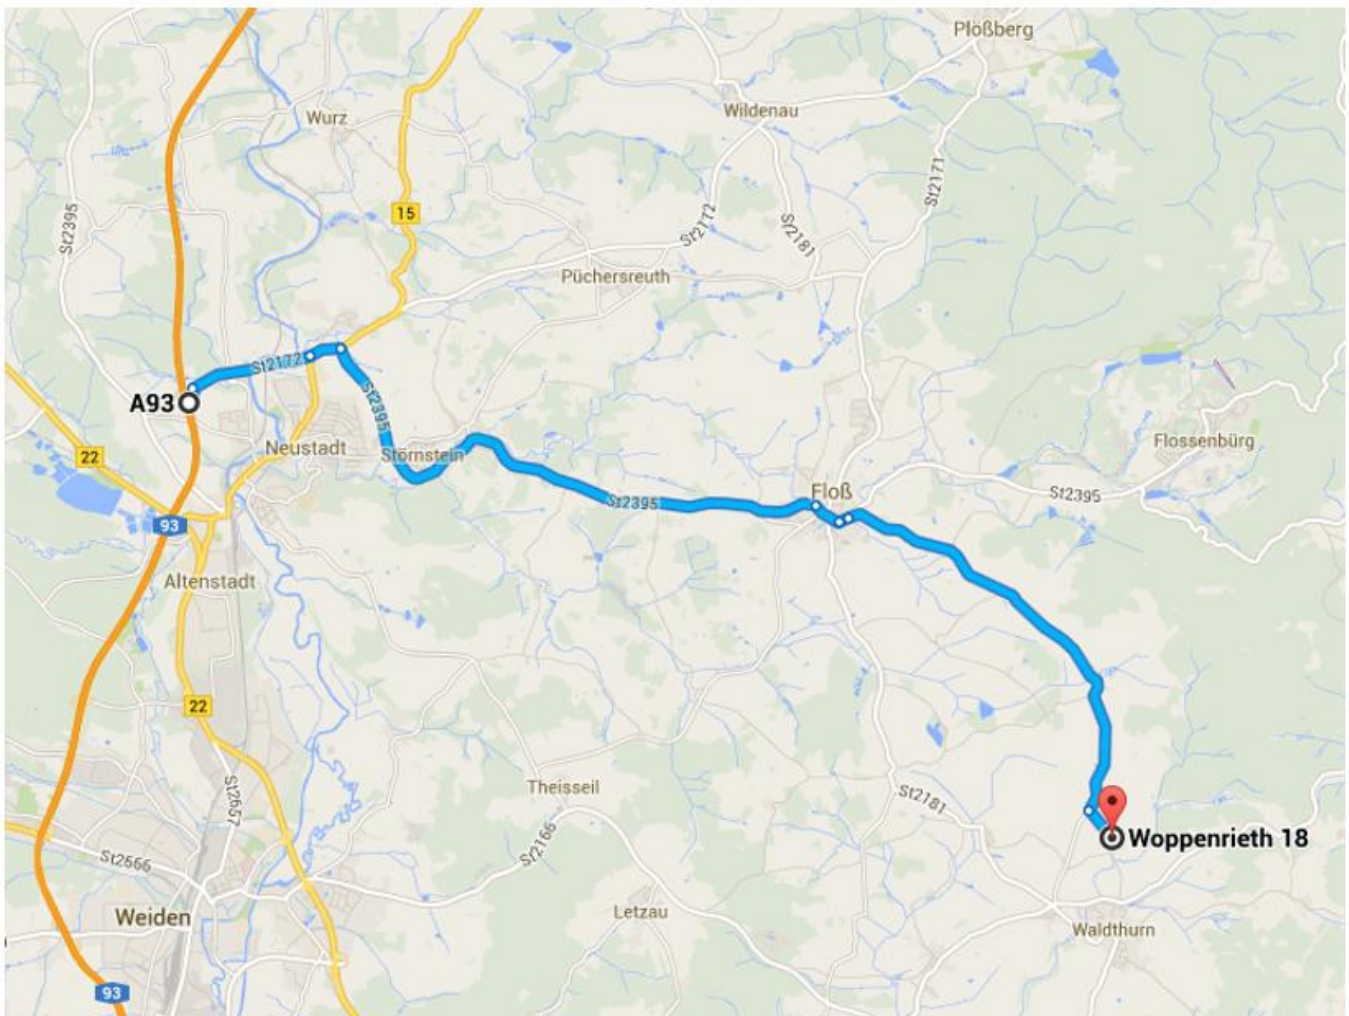 Plößberg
Wildenau
Wurz
St2171
15
St2395
St2172
St2181
Püchersreuth
St2172
A93
St2395
Flossenbürg
Neustadt
Störnstein
22
Floß
St2395
St2395
93
Altenstadt
22
Theisseil
St2657
St2181
Woppenrieth 18
St2166
St2666
Weiden
Letzau
Waldthurn
93